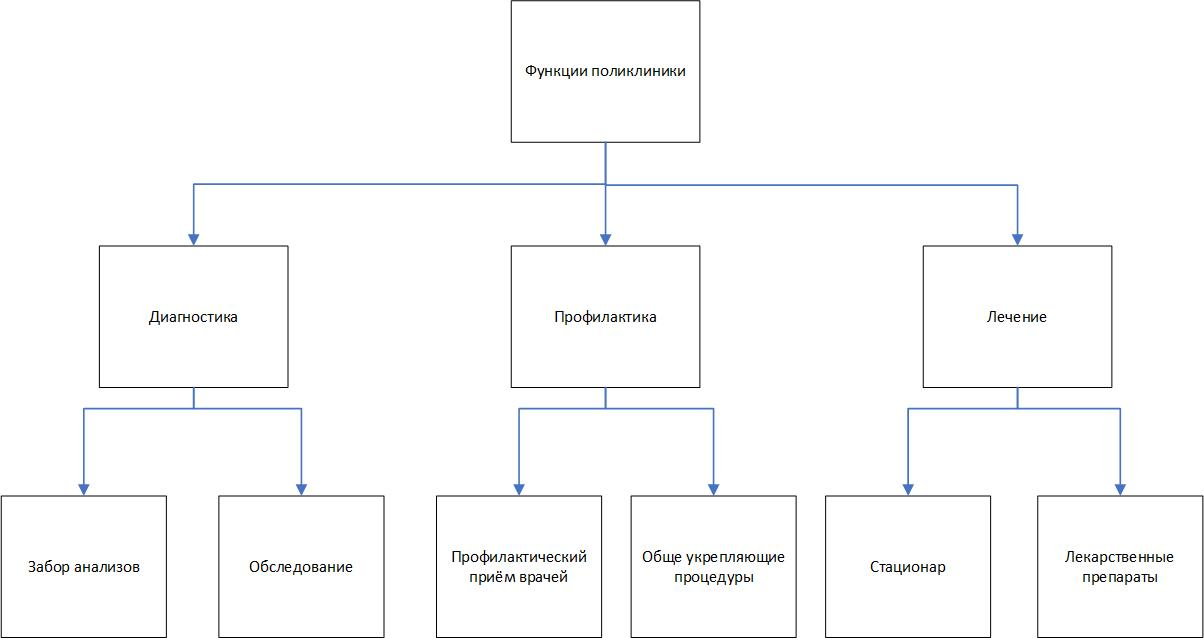 Функции поликлиники
Диагностика
Профилактика
Лечение
Забор анализов
Обследование
Профилактический
приём врачей
Обще укрепляющие
процедуры
Стационар
Лекарственные
препараты